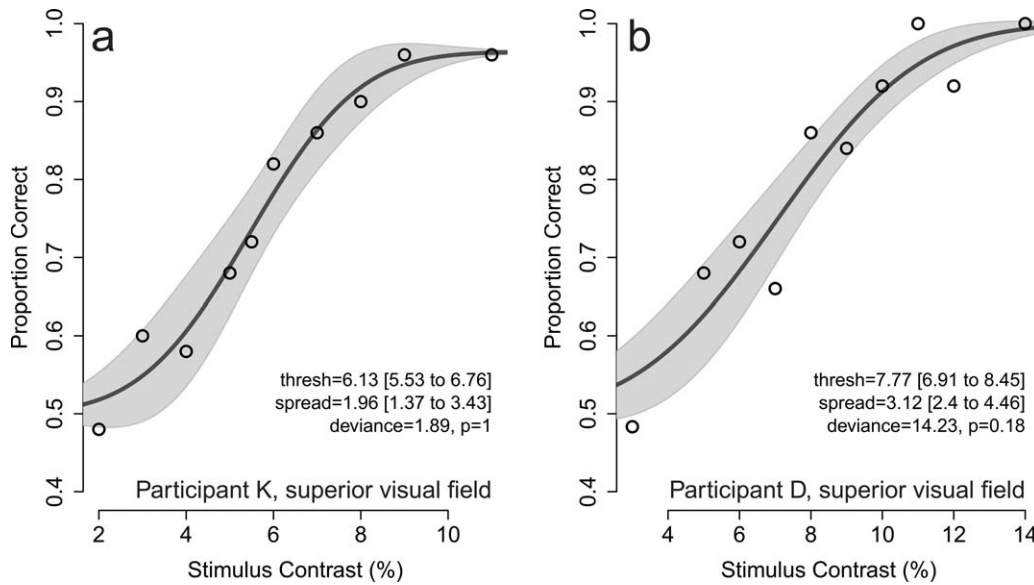 a
1.0
0.9
0.8
0.7
0.6
0.5
0.4
Proportion Correct
thresh=6.13 [5.53 to 6.76]
spread=1.96 [1.37 to 3.43]
deviance=1.89, p=1
Participant K, superior visual field
2 4 6 8 10
Stimulus Contrast (%)
b
1.0
0.9
0.8
0.7
0.6
0.5
0.4
Proportion Correct
thresh=7.77 [6.91 to 8.45]
spread=3.12 [2.4 to 4.46]
deviance=14.23, p=0.18
Participant D, superior visual field
4 6 8 10 12 14
Stimulus Contrast (%)